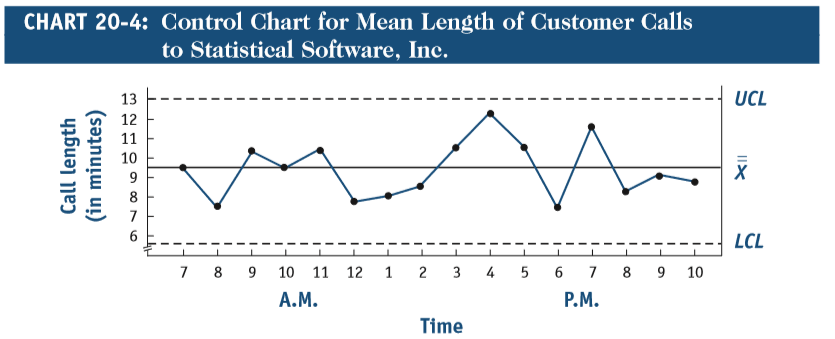 CHART 20-4: Control Chart for Mean Length of Customer Calls
to Statistical Software, Inc.
Call length
(in minutes)
13
12
11
10
9
8
7
6
UCL
X̿
LCL
7 8 9 10 11 12 1 2 3 4 5 6 7 8 9 10
A.M. P.M.
Time